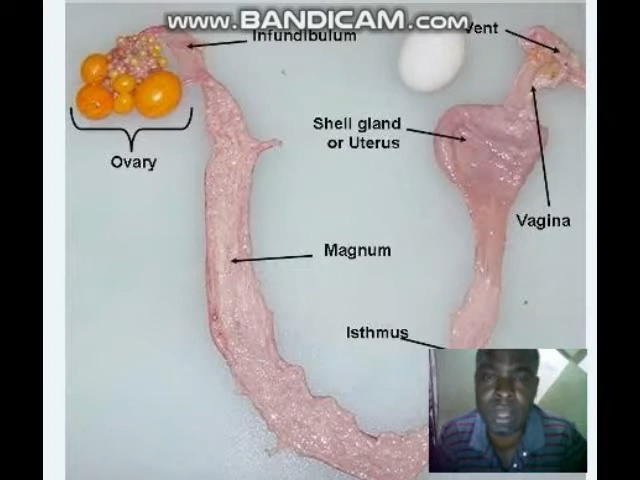 WWW.BANDICAM.COM
Infundibulum
Vent
Shell gland
or Uterus
Ovary
Vagina
Magnum
Isthmus